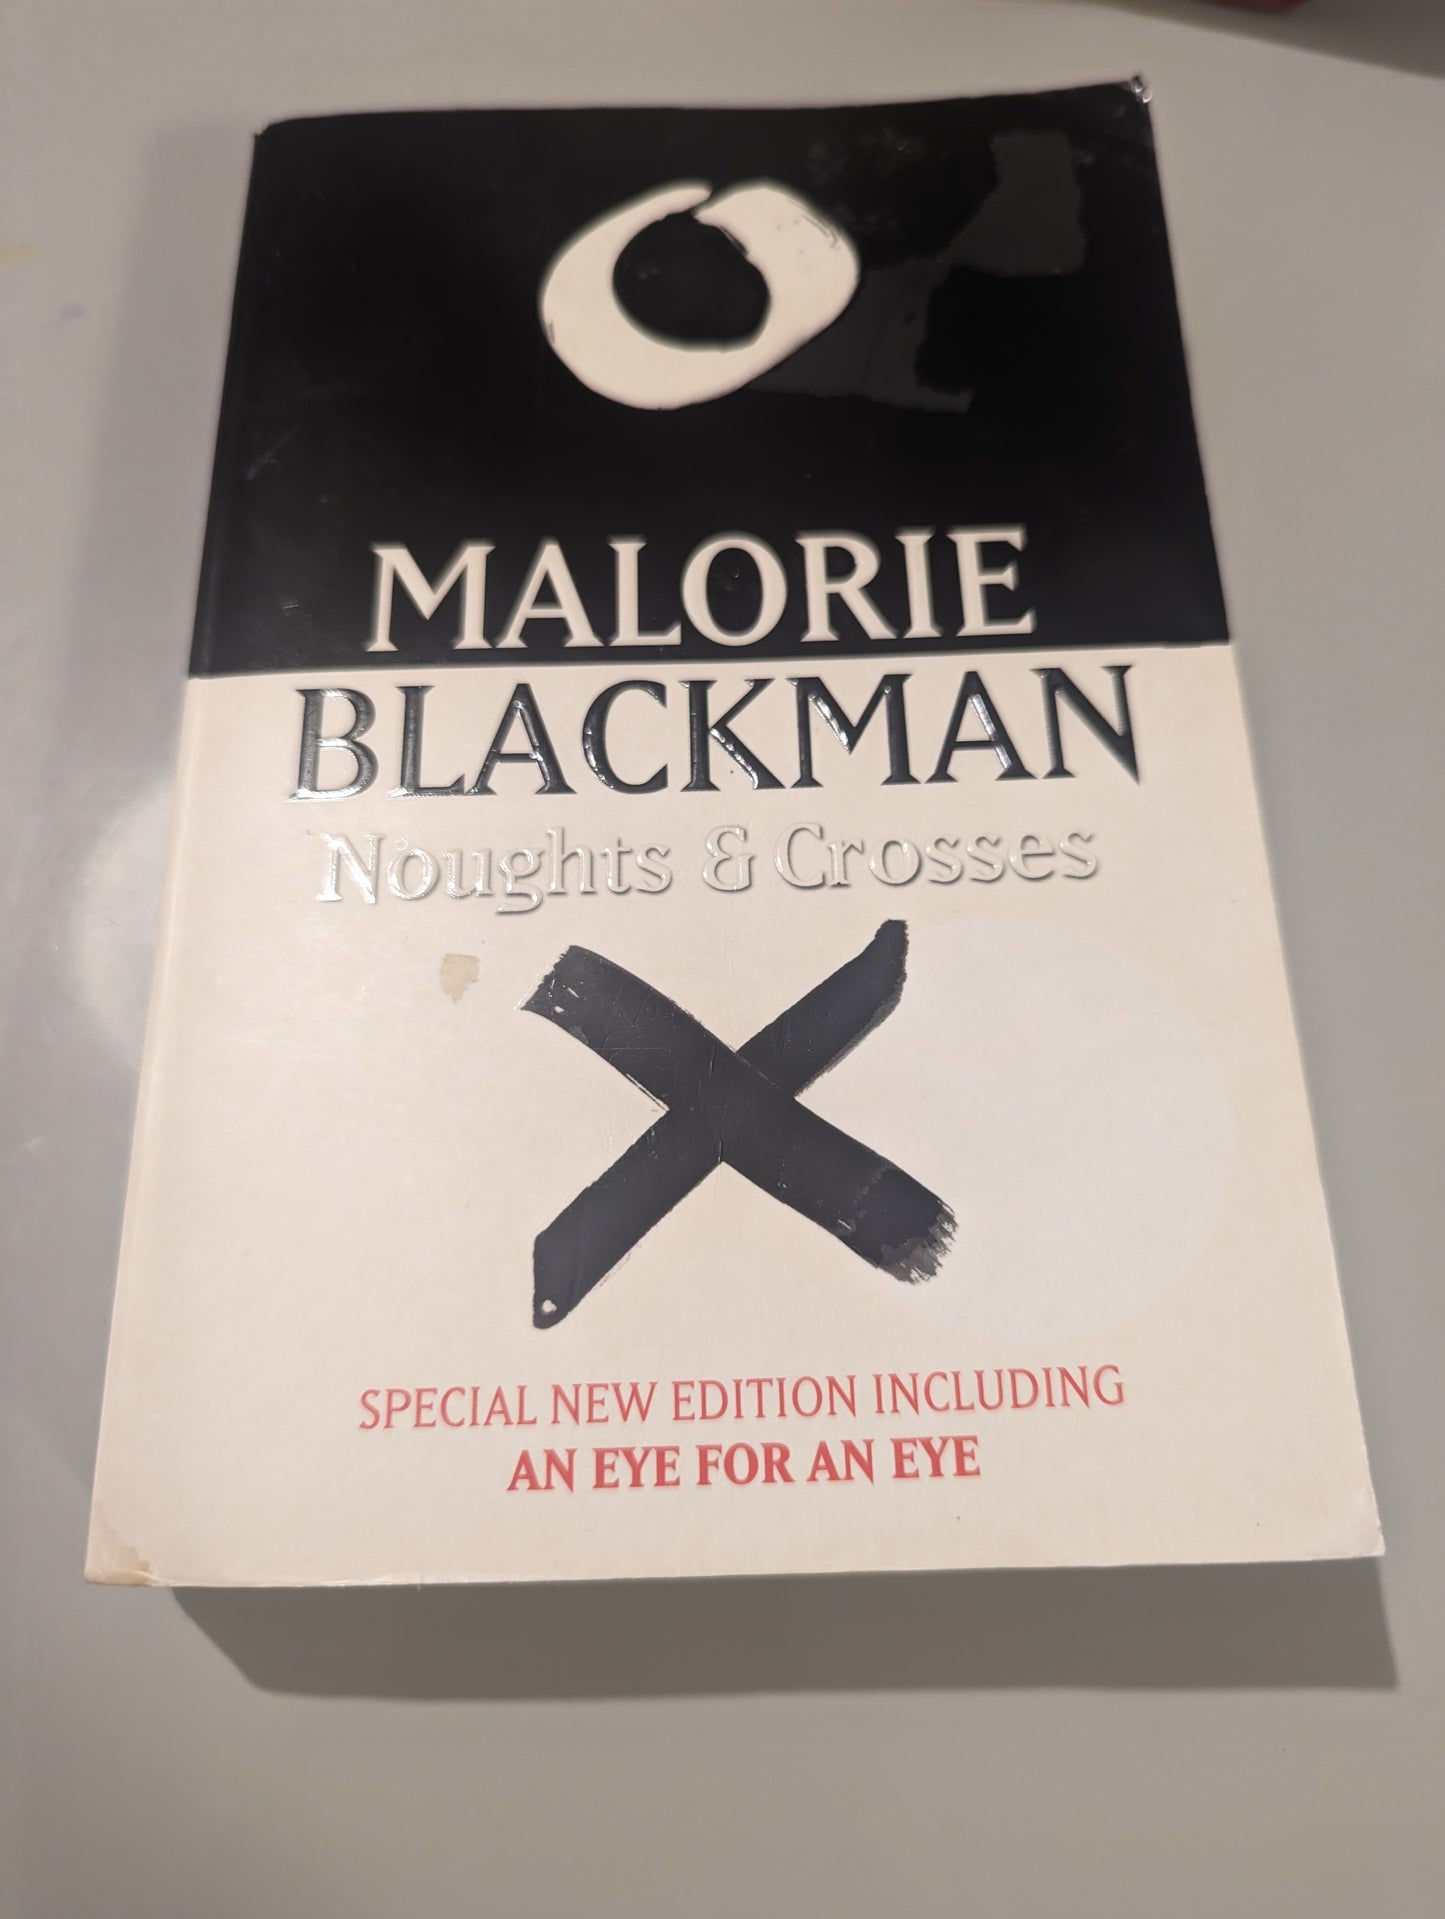 MALORIE
BLACKMAN
Noughts & Crosses
SPECIAL NEW EDITION INCLUDING
AN EYE FOR AN EYE